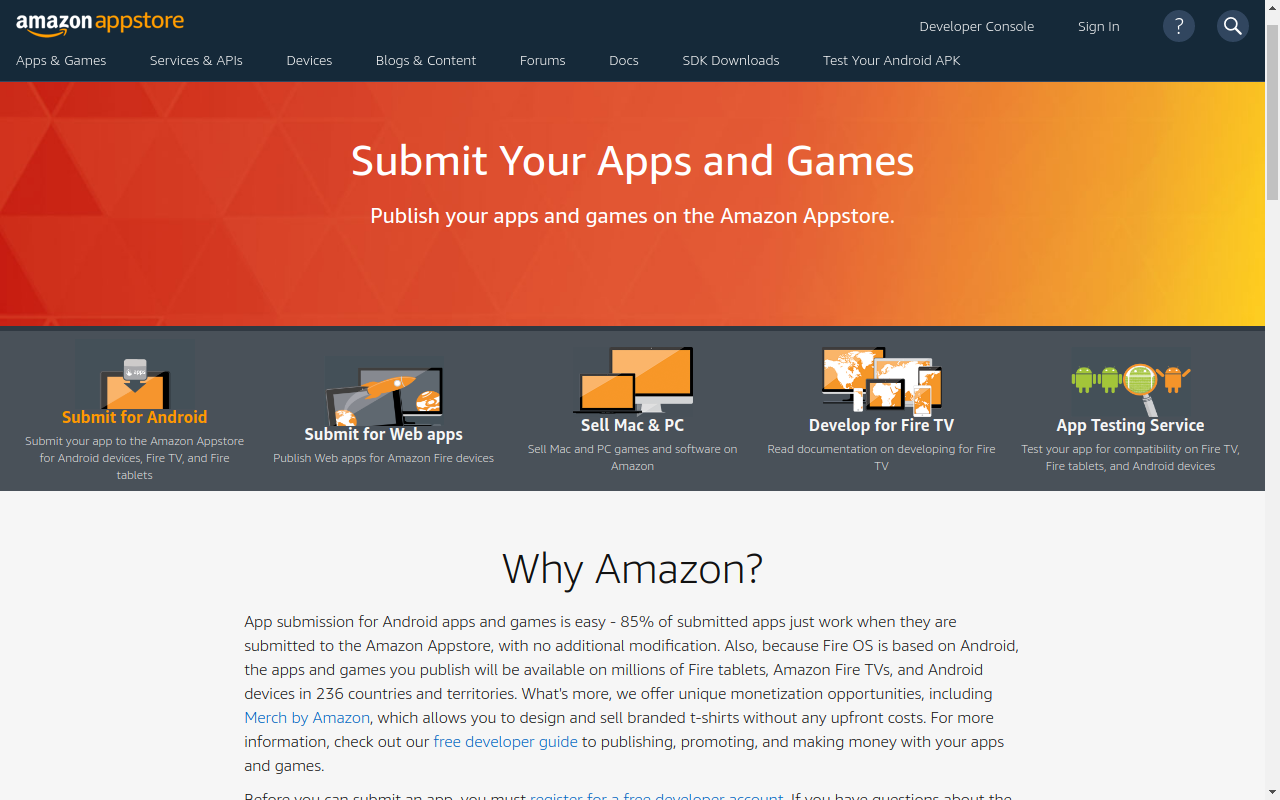 amazon appstore
Developer Console
Sign In
?
Apps & Games
Services & APIs
Devices
Blogs & Content
Forums
Docs
SDK Downloads
Test Your Android APK
Submit Your Apps and Games
Publish your apps and games on the Amazon Appstore.
apps
Submit for Android
Submit your app to the Amazon Appstore
for Android devices, Fire TV, and Fire
tablets
Submit for Web apps
Publish Web apps for Amazon Fire devices
Sell Mac & PC
Sell Mac and PC games and software on
Amazon
Develop for Fire TV
Read documentation on developing for Fire
TV
App Testing Service
Test your app for compatibility on Fire TV,
Fire tablets, and Android devices
Why Amazon?
App submission for Android apps and games is easy - 85% of submitted apps just work when they are
submitted to the Amazon Appstore, with no additional modification. Also, because Fire OS is based on Android,
the apps and games you publish will be available on millions of Fire tablets, Amazon Fire TVs, and Android
devices in 236 countries and territories. What's more, we offer unique monetization opportunities, including
Merch by Amazon, which allows you to design and sell branded t-shirts without any upfront costs. For more
information, check out our free developer guide to publishing, promoting, and making money with your apps
and games.
Before you can submit an app, you must register for a free developer account. If you have questions about the